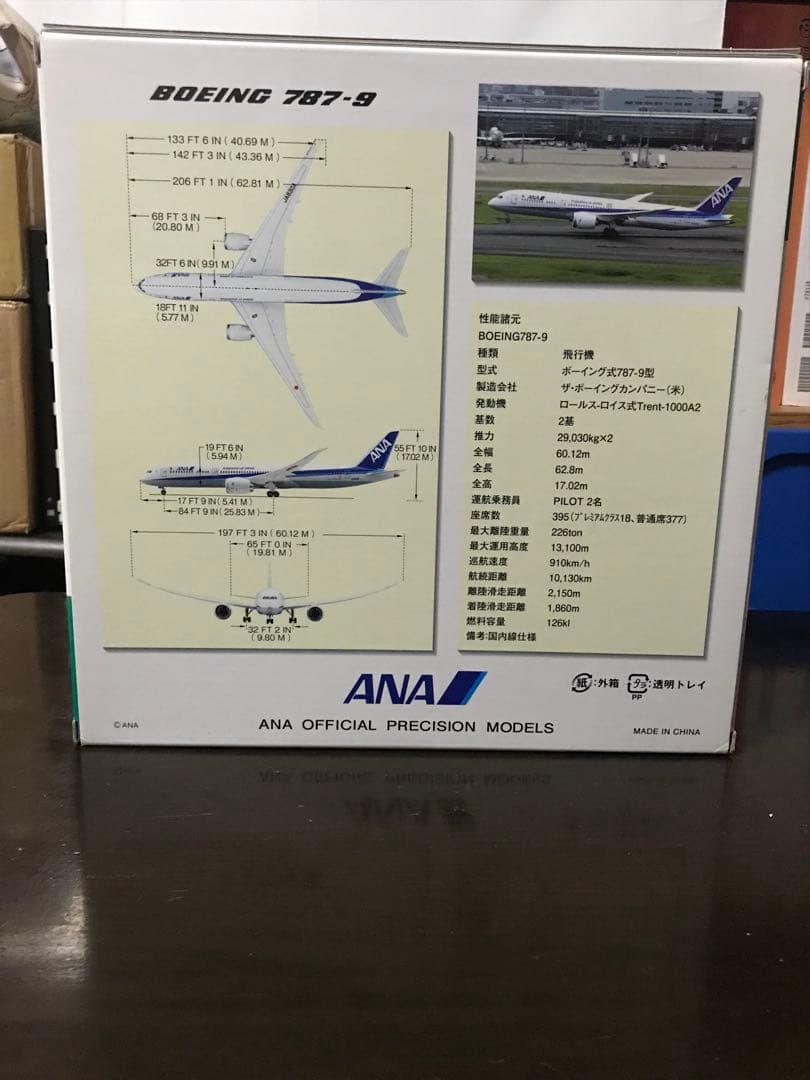 BOEING 787-9
133 FT 6 IN ( 40.69 M )
142 FT 3 IN ( 43.36 M )
206 FT 1 IN ( 62.81 M )
JA830A
68 FT 3 IN
(20.80 M)
32FT 6 IN( 9.91 M)
18FT 11 IN
( 5.77 M)
19 FT 6 IN
( 5.94 M)
ANA
55 FT 10 IN
(17.02 M)
17 FT 9 IN ( 5.41 M)
84 FT 9 IN ( 25.83 M)
197 FT 3 IN ( 60.12 M)
65 FT 0 IN
( 19.81 M)
32 FT 2 IN
( 9.80 M)
ANA
ANA
性能諸元
BOEING787-9
種類 飛行機
型式 ボーイング式787-9型
製造会社 ザ・ボーイングカンパニー(米)
発動機 ロールス-ロイス式Trent-1000A2
基数 2基
推力 29,030kg×2
全幅 60.12m
全長 62.8m
全高 17.02m
運航乗務員 PILOT 2名
座席数 395(プレミアムクラス18、普通席377)
最大離陸重量 226ton
最大運用高度 13,100m
巡航速度 910km/h
航続距離 10,130km
離陸滑走距離 2,150m
着陸滑走距離 1,860m
燃料容量 126kl
備考:国内線仕様
ANA
紙:外箱 プラ:透明トレイ
PP
©ANA
ANA OFFICIAL PRECISION MODELS
MADE IN CHINA